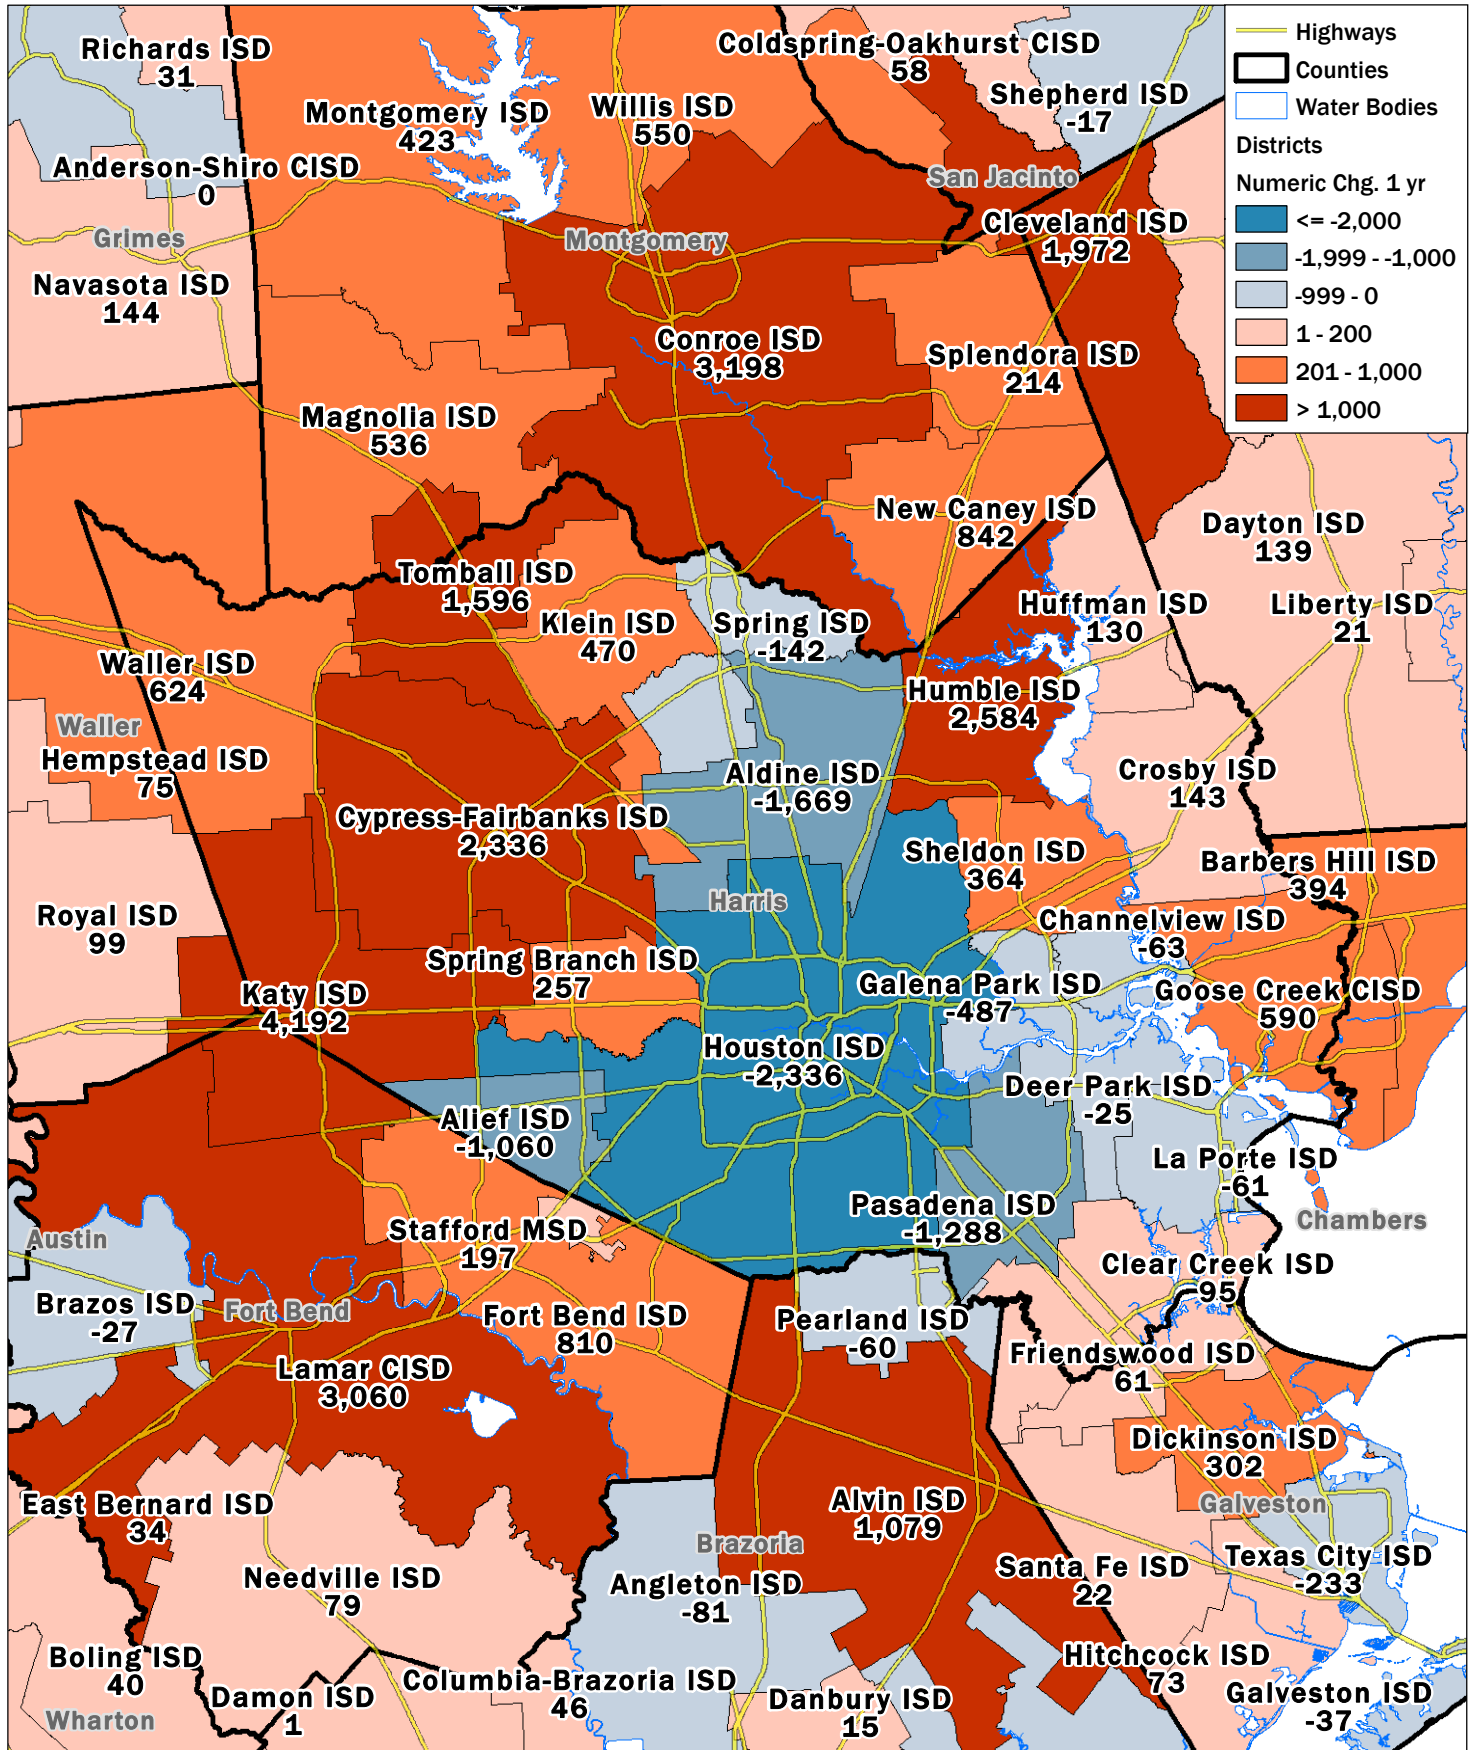 Richards ISD
31
Coldspring-Oakhurst CISD
58
Highways
Counties
Water Bodies
Districts
Numeric Chg. 1 yr
<= -2,000
-1,999 - -1,000
-999 - 0
1 - 200
201 - 1,000
> 1,000
Montgomery ISD
423
Willis ISD
550
Shepherd ISD
-17
Anderson-Shiro CISD
0
San Jacinto
Grimes
Montgomery
Cleveland ISD
1,972
Navasota ISD
144
Conroe ISD
3,198
Splendora ISD
214
Magnolia ISD
536
New Caney ISD
842
Dayton ISD
139
Tomball ISD
1,596
Klein ISD
470
Spring ISD
-142
Huffman ISD
130
Liberty ISD
21
Waller ISD
624
Humble ISD
2,584
Waller
Hempstead ISD
75
Aldine ISD
-1,669
Crosby ISD
143
Cypress-Fairbanks ISD
2,336
Sheldon ISD
364
Barbers Hill ISD
394
Harris
Royal ISD
99
Channelview ISD
-63
Spring Branch ISD
257
Galena Park ISD
-487
Goose Creek CISD
590
Katy ISD
4,192
Houston ISD
-2,336
Deer Park ISD
-25
Alief ISD
-1,060
La Porte ISD
-61
Pasadena ISD
-1,288
Chambers
Austin
Stafford MSD
197
Clear Creek ISD
95
Brazos ISD
-27
Fort Bend
Fort Bend ISD
810
Pearland ISD
-60
Friendswood ISD
61
Lamar CISD
3,060
Dickinson ISD
302
East Bernard ISD
34
Alvin ISD
1,079
Galveston
Brazoria
Needville ISD
79
Angleton ISD
-81
Santa Fe ISD
22
Texas City ISD
-233
Boling ISD
40
Damon ISD
1
Columbia-Brazoria ISD
46
Danbury ISD
15
Hitchcock ISD
73
Galveston ISD
-37
Wharton